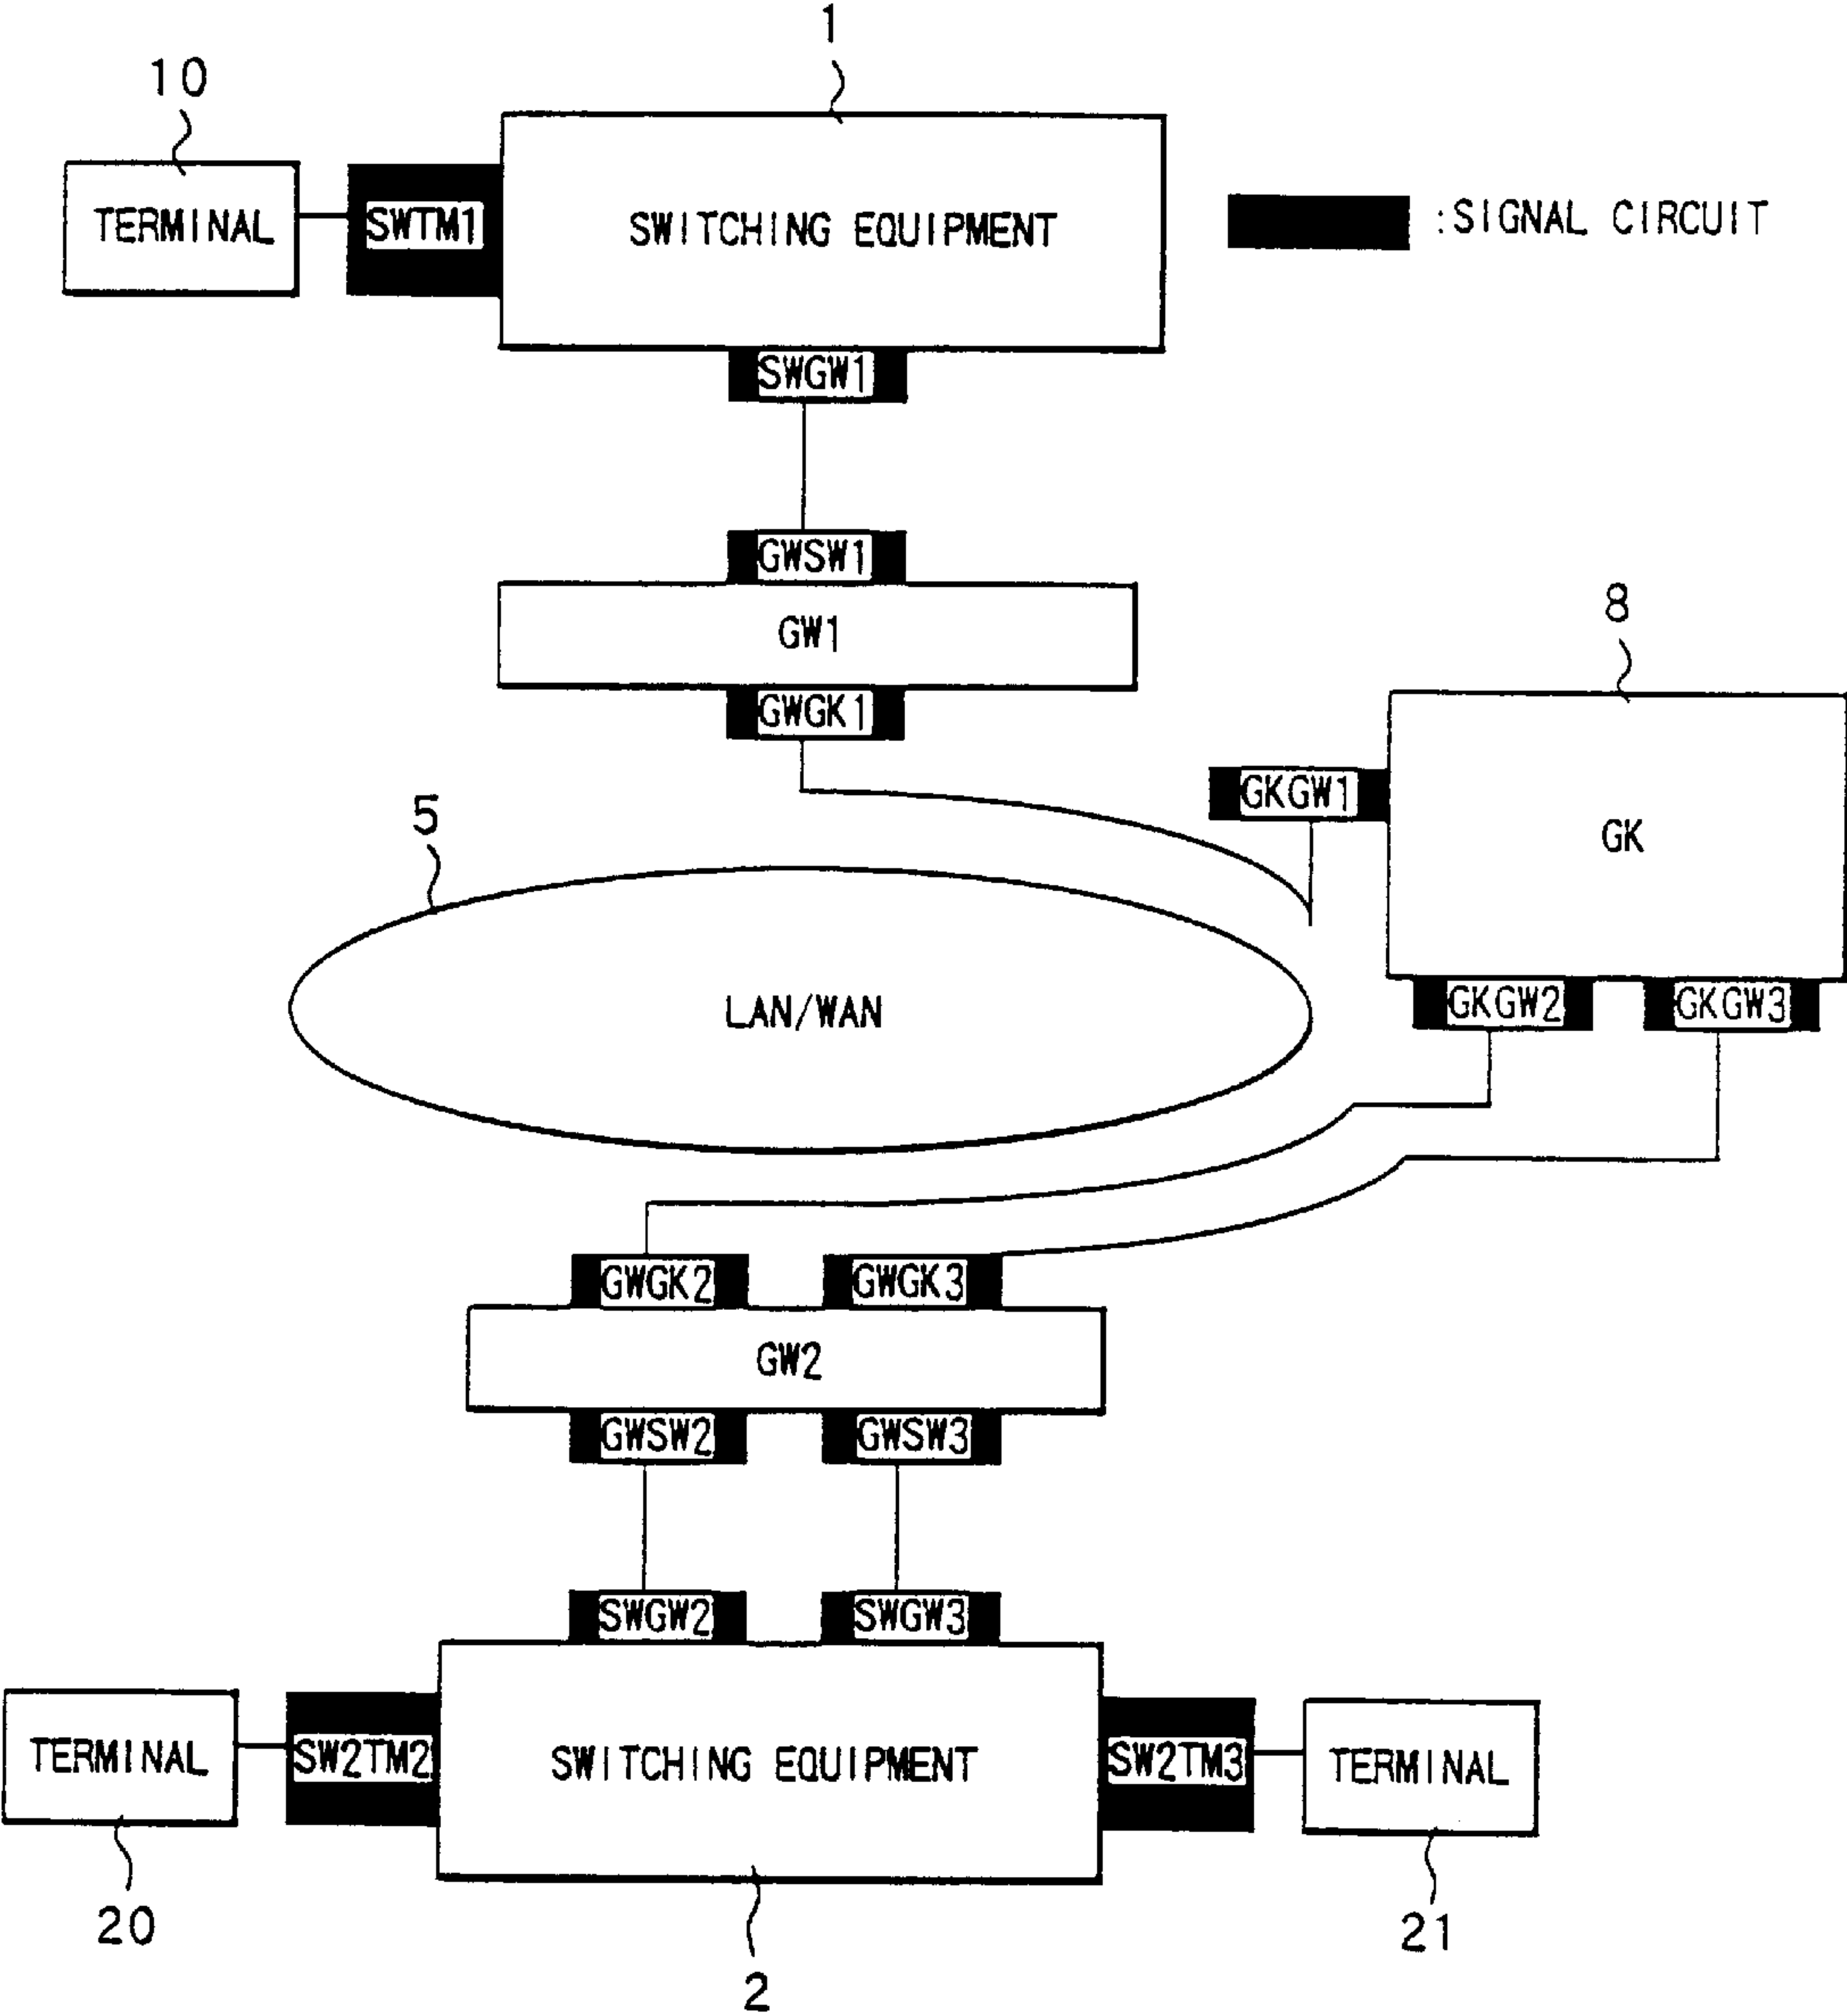 1
10
TERMINAL
SWTM1
SWITCHING EQUIPMENT
:SIGNAL CIRCUIT
SWGW1
GWSW1
GW1
8
GWGK1
GKGW1
5
GK
LAN/WAN
GKGW2
GKGW3
GWGK2
GWGK3
GW2
GWSW2
GWSW3
SWGW2
SWGW3
TERMINAL
SW2TM2
SWITCHING EQUIPMENT
SW2TM3
TERMINAL
20
21
2